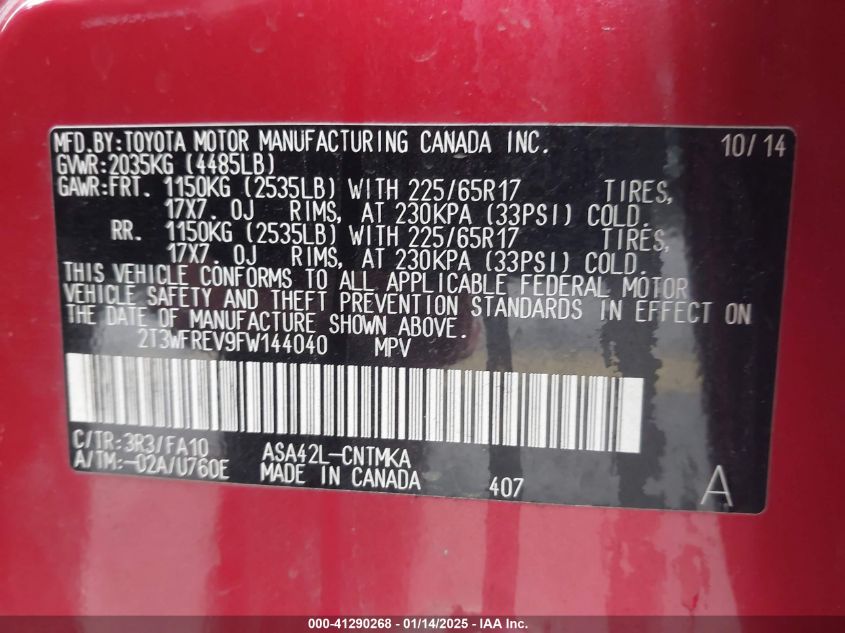 MFD.BY:TOYOTA MOTOR MANUFACTURING CANADA INC. 10/14
GVWR:2035KG (4485LB)
GAWR:FRT. 1150KG (2535LB) WITH 225/65R17 TIRES,
17X7.0J RIMS, AT 230KPA (33PSI) COLD.
RR. 1150KG (2535LB) WITH 225/65R17 TIRES,
17X7.0J RIMS, AT 230KPA (33PSI) COLD.
THIS VEHICLE CONFORMS TO ALL APPLICABLE FEDERAL MOTOR
VEHICLE SAFETY AND THEFT PREVENTION STANDARDS IN EFFECT ON
THE DATE OF MANUFACTURE SHOWN ABOVE.
2T3WFREV9FW144040 MPV
C/TR:3R3/FA10 ASA42L-CNTMKA
A/TM:-02A/U760E MADE IN CANADA 407 A
000-41290268 - 01/14/2025 - IAA Inc.